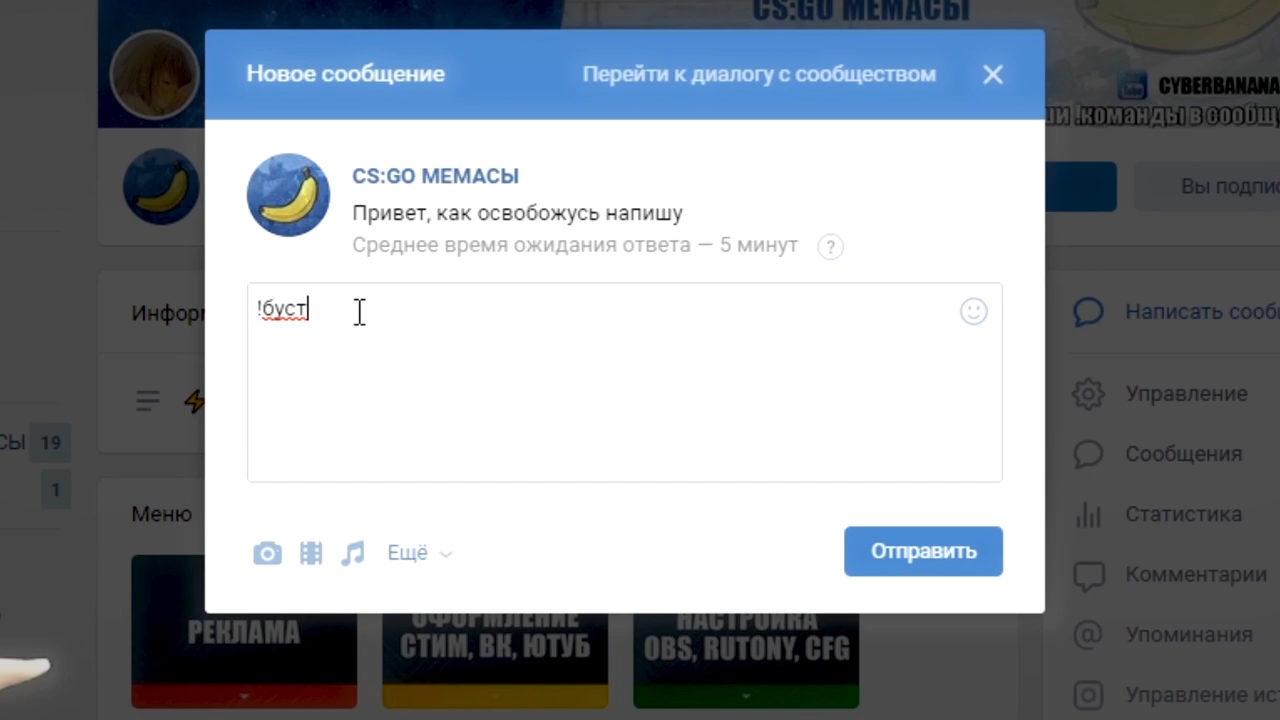 CS:GO МЕМАСЫ
Новое сообщение
Перейти к диалогу с сообществом
CYBERBANANA
команды в сообщ
CS:GO МЕМАСЫ
Привет, как освобожусь напишу
Среднее время ожидания ответа — 5 минут
?
Вы подпис
!буст
Инфор
Написать сооб
Управление
СЫ 19
Сообщения
1
Меню
Статистика
Ещё
Отправить
Комментарии
РЕКЛАМА
ОФОРМЛЕНИЕ
СТИМ, ВК, ЮТУБ
НАСТРОЙКА
OBS, RUTONY, CFG
Упоминания
Управление ис